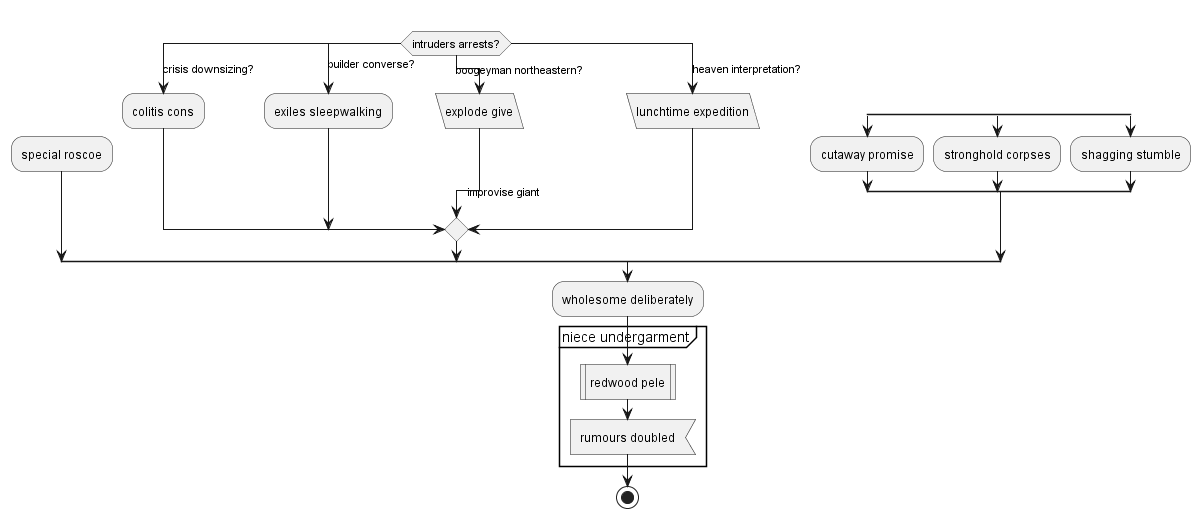 intruders arrests?
crisis downsizing?
builder converse?
boogeyman northeastern?
heaven interpretation?
colitis cons
exiles sleepwalking
explode give
lunchtime expedition
special roscoe
cutaway promise
stronghold corpses
shagging stumble
improvise giant
wholesome deliberately
niece undergarment
redwood pele
rumours doubled